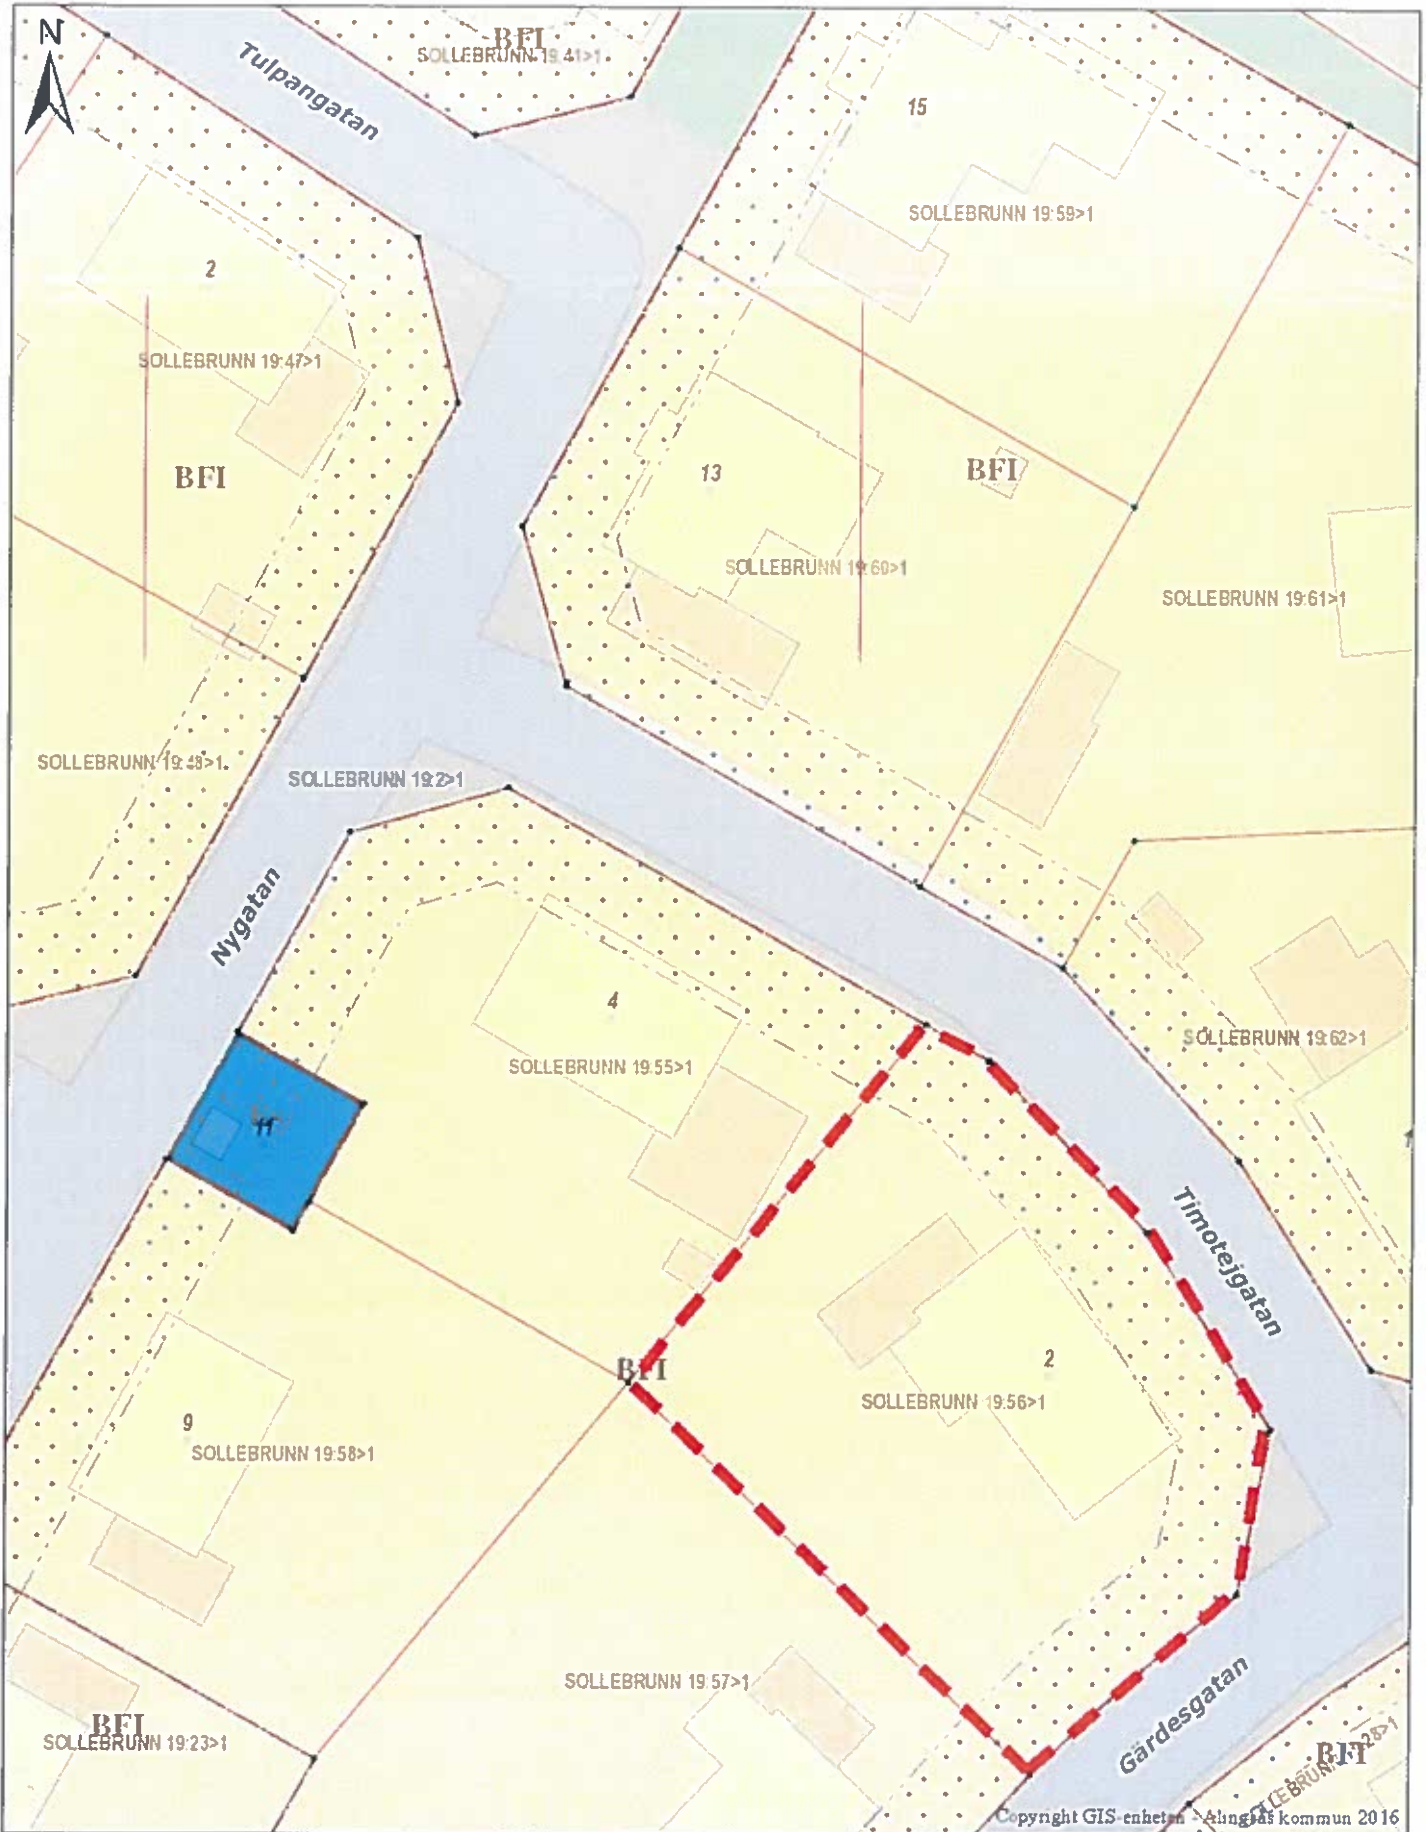 N
Tulpangatan
BFI
SOLLEBRUNN 19:41>1
15
SOLLEBRUNN 19:59>1
2
SOLLEBRUNN 19:47>1
BFI
13
BFI
SOLLEBRUNN 19:60>1
SOLLEBRUNN 19:61>1
SOLLEBRUNN 19:48>1
SOLLEBRUNN 19:2>1
Nygatan
4
SOLLEBRUNN 19:55>1
SOLLEBRUNN 19:62>1
11
1
Timotejgatan
BFI
2
SOLLEBRUNN 19:56>1
9
SOLLEBRUNN 19:58>1
SOLLEBRUNN 19:57>1
BFI
SOLLEBRUNN 19:23>1
Gärdesgatan
BFI
Copyright GIS-enheten - Alingsås kommun 2016